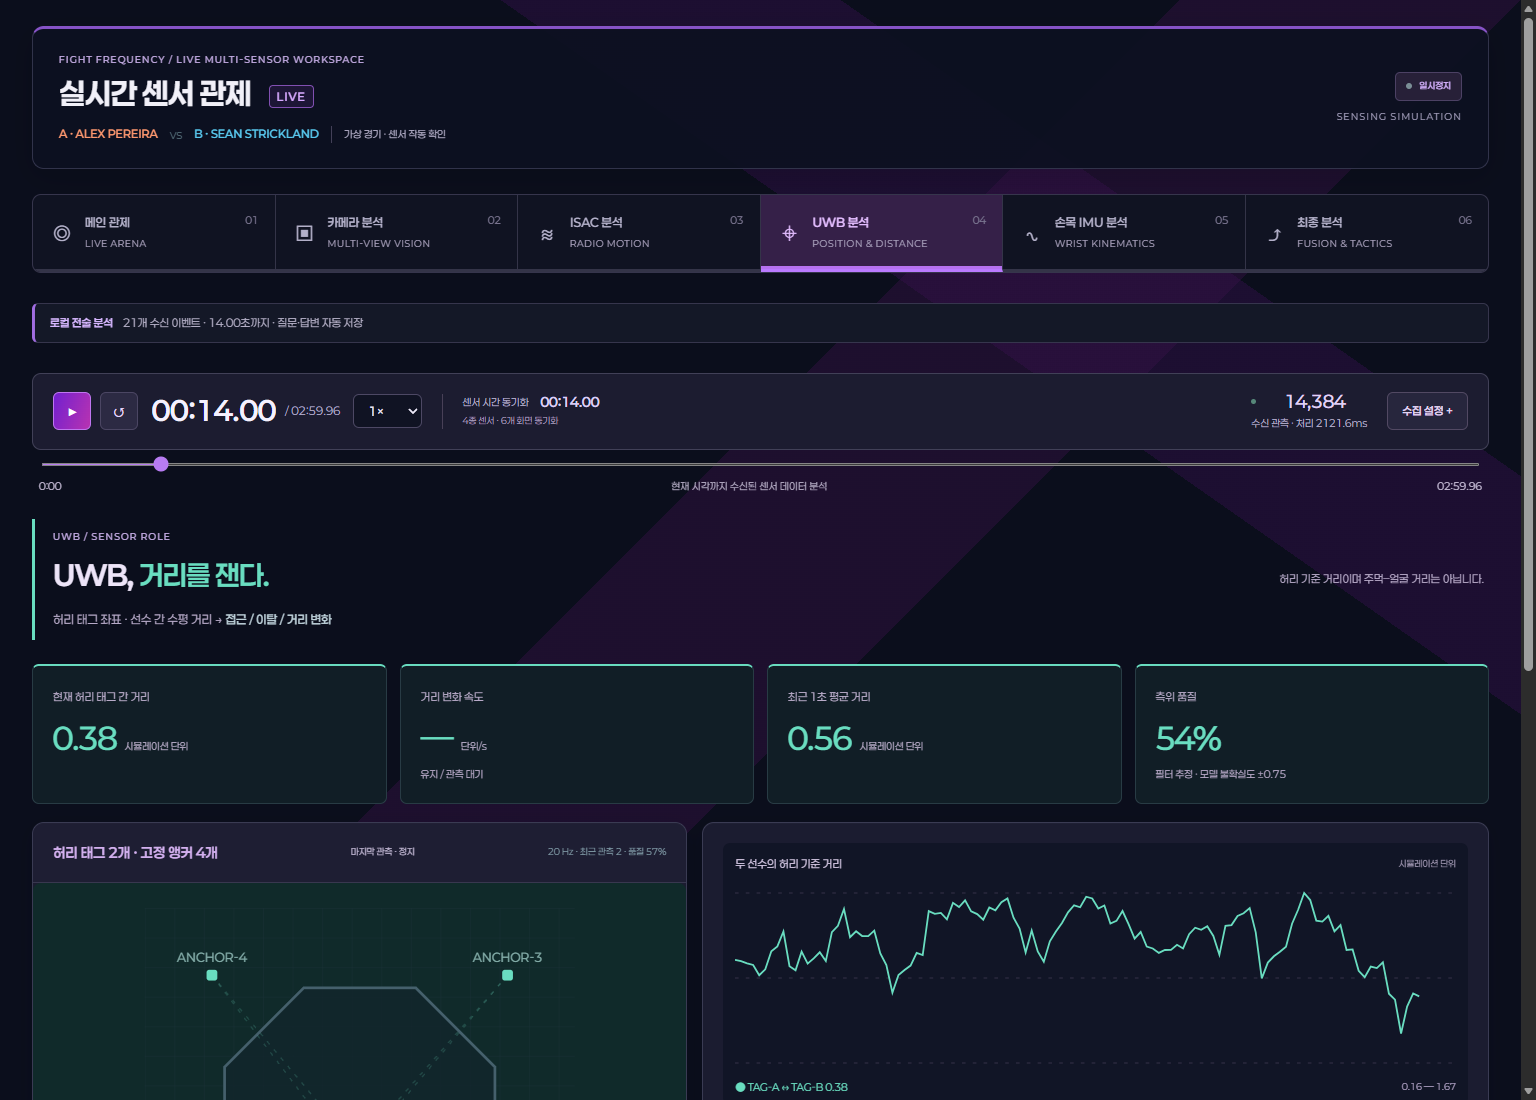 FIGHT FREQUENCY / LIVE MULTI-SENSOR WORKSPACE
실시간 센서 관제 LIVE
A · ALEX PEREIRA VS B · SEAN STRICKLAND 가상 경기 · 센서 작동 확인
일시정지
SENSING SIMULATION
메인 관제 01
LIVE ARENA
카메라 분석 02
MULTI-VIEW VISION
ISAC 분석 03
RADIO MOTION
UWB 분석 04
POSITION & DISTANCE
손목 IMU 분석 05
WRIST KINEMATICS
최종 분석 06
FUSION & TACTICS
로컬 전술 분석 21개 수신 이벤트 · 14.00초까지 · 질문·답변 자동 저장
00:14.00 / 02:59.96 1×
센서 시간 동기화 00:14.00
4종 센서 · 6개 화면 동기화
14,384
수신 관측 · 처리 2121.6ms
수집 설정 +
0:00 현재 시각까지 수신된 센서 데이터 분석 02:59.96
UWB / SENSOR ROLE
UWB, 거리를 잰다.
허리 태그 좌표 · 선수 간 수평 거리 → 접근 / 이탈 / 거리 변화
허리 기준 거리이며 주먹–얼굴 거리는 아닙니다.
현재 허리 태그 간 거리
0.38 시뮬레이션 단위
거리 변화 속도
— 단위/s
유지 / 관측 대기
최근 1초 평균 거리
0.56 시뮬레이션 단위
측위 품질
54%
필터 추정 · 모델 불확실도 ±0.75
허리 태그 2개 · 고정 앵커 4개 마지막 관측 · 정지 20 Hz · 최근 관측 2 · 품질 57%
ANCHOR-4 ANCHOR-3
두 선수의 허리 기준 거리 시뮬레이션 단위
TAG-A ↔ TAG-B 0.38 0.16 — 1.67